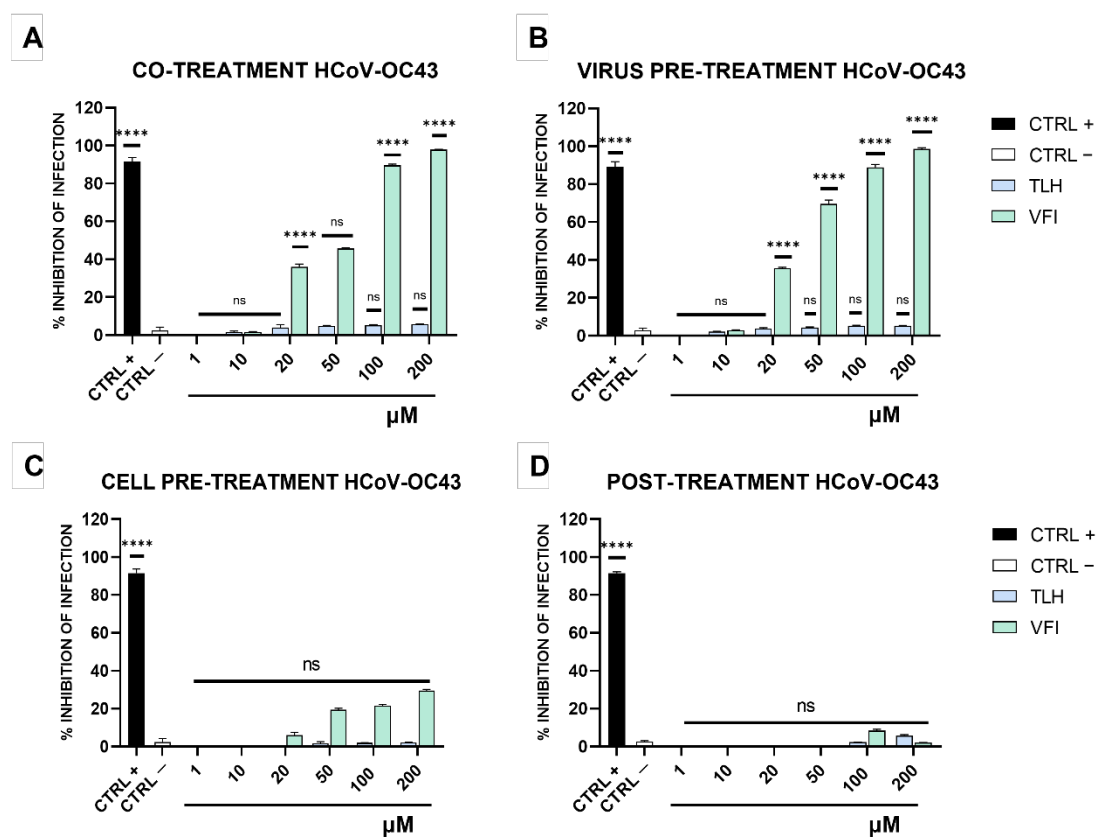 A
CO-TREATMENT HCoV-OC43
% INHIBITION OF INFECTION
120
100
80
60
40
20
0
****
ns
****
ns
****
ns
****
ns
CTRL +
CTRL –
1
10
20
50
100
200
µM
B
VIRUS PRE-TREATMENT HCoV-OC43
% INHIBITION OF INFECTION
120
100
80
60
40
20
0
****
ns
****
****
ns
****
ns
****
ns
CTRL +
CTRL –
1
10
20
50
100
200
µM
CTRL +
CTRL –
TLH
VFI
C
CELL PRE-TREATMENT HCoV-OC43
% INHIBITION OF INFECTION
120
100
80
60
40
20
0
****
ns
CTRL +
CTRL –
1
10
20
50
100
200
µM
D
POST-TREATMENT HCoV-OC43
% INHIBITION OF INFECTION
120
100
80
60
40
20
0
****
ns
CTRL +
CTRL –
1
10
20
50
100
200
µM
CTRL +
CTRL –
TLH
VFI